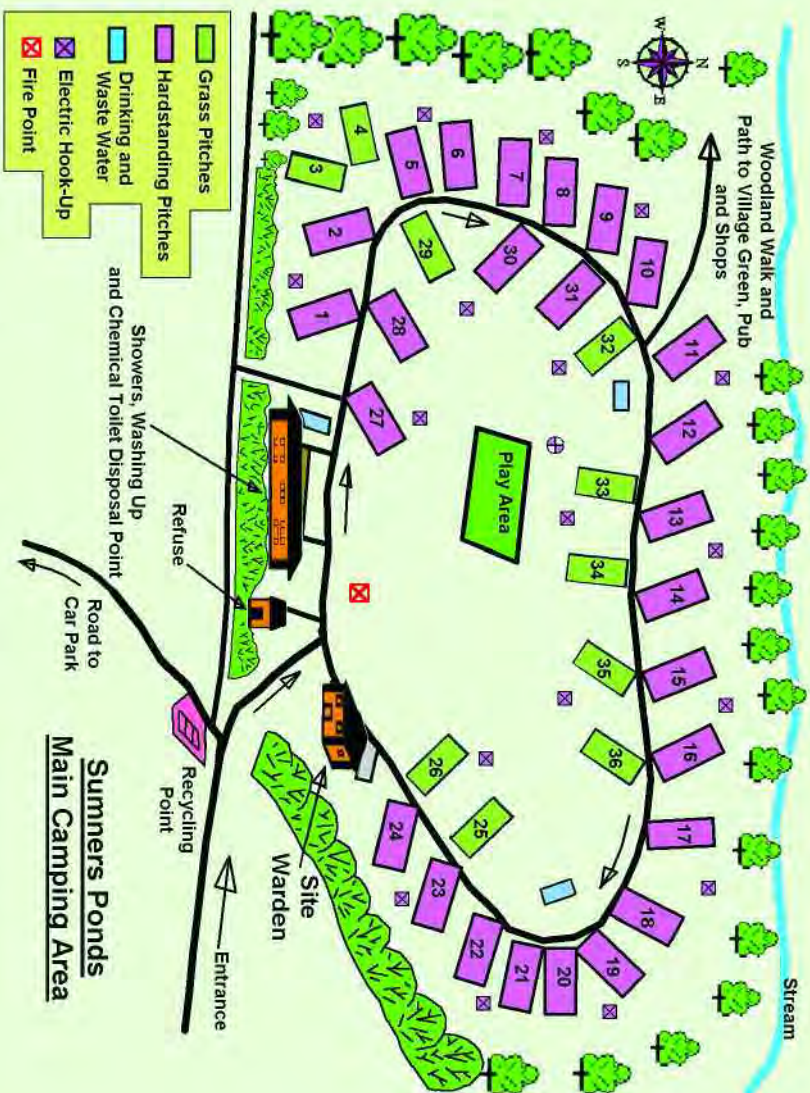 Sumners Ponds
Main Camping Area
Woodland Walk and
Path to Village Green, Pub
and Shops
Stream
N
E
S
W
Play Area
1
2
3
4
5
6
7
8
9
10
11
12
13
14
15
16
17
18
19
20
21
22
23
24
25
26
27
28
29
30
31
32
33
34
35
36
Grass Pitches
Hardstanding Pitches
Drinking and
Waste Water
Electric Hook-Up
Fire Point
Showers, Washing Up
and Chemical Toilet Disposal Point
Refuse
Road to
Car Park
Recycling
Point
Site
Warden
Entrance